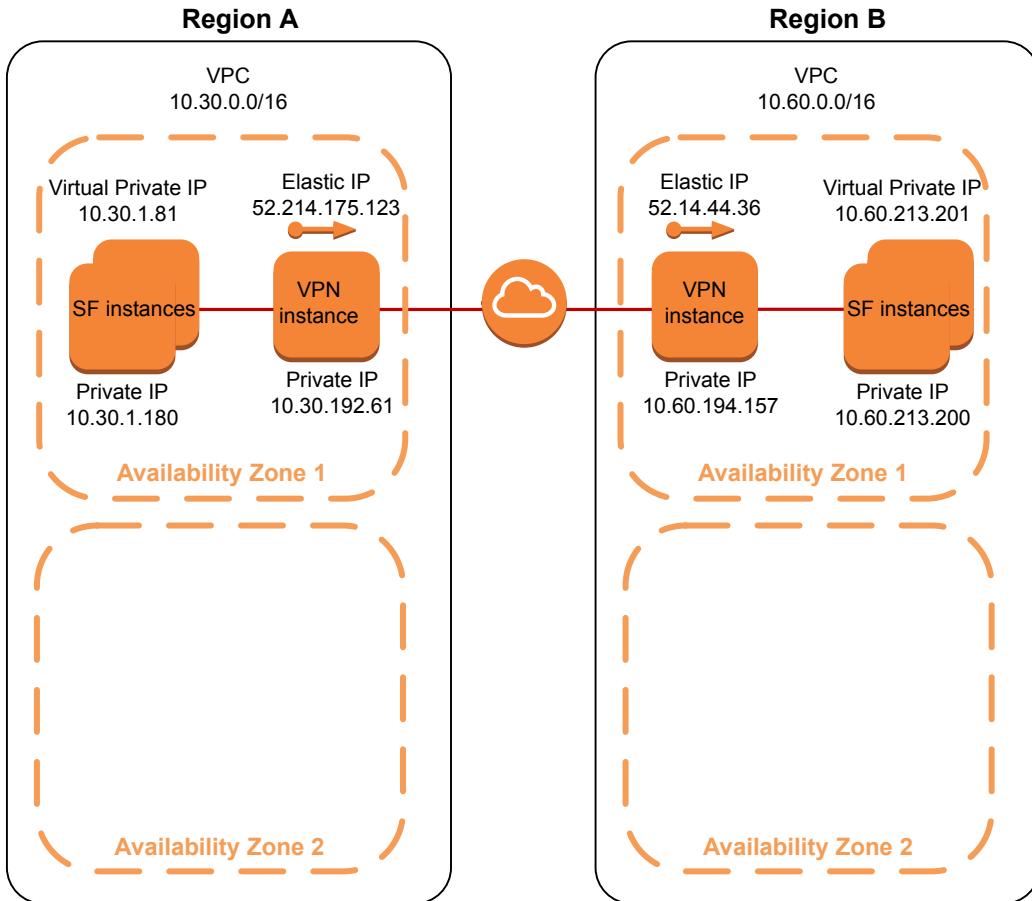 Region A
VPC
10.30.0.0/16
Virtual Private IP
10.30.1.81
Elastic IP
52.214.175.123
SF instances
VPN
instance
Private IP
10.30.1.180
Private IP
10.30.192.61
Availability Zone 1
Availability Zone 2
Region B
VPC
10.60.0.0/16
Elastic IP
52.14.44.36
Virtual Private IP
10.60.213.201
VPN
instance
SF instances
Private IP
10.60.194.157
Private IP
10.60.213.200
Availability Zone 1
Availability Zone 2